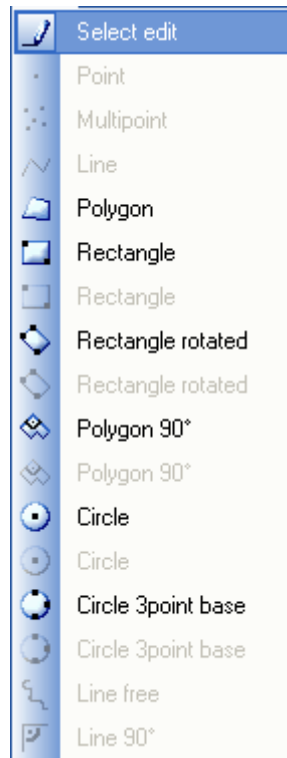 Select edit
Point
Multipoint
Line
Polygon
Rectangle
Rectangle
Rectangle rotated
Rectangle rotated
Polygon 90°
Polygon 90°
Circle
Circle
Circle 3point base
Circle 3point base
Line free
Line 90°